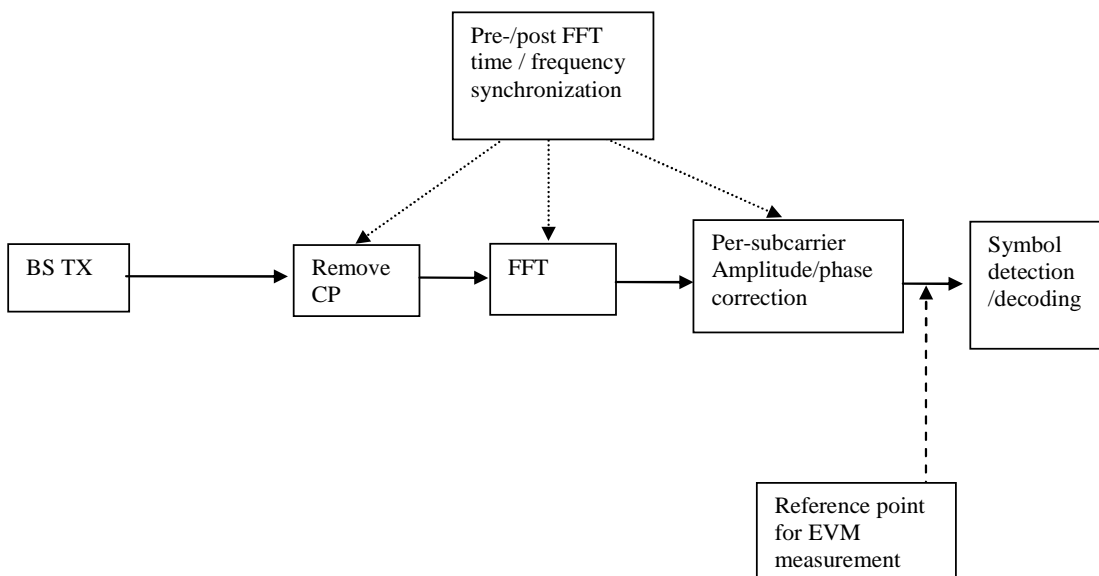 Pre-/post FFT
time / frequency
synchronization
BS TX
Remove
CP
FFT
Per-subcarrier
Amplitude/phase
correction
Symbol
detection
/decoding
Reference point
for EVM
measurement